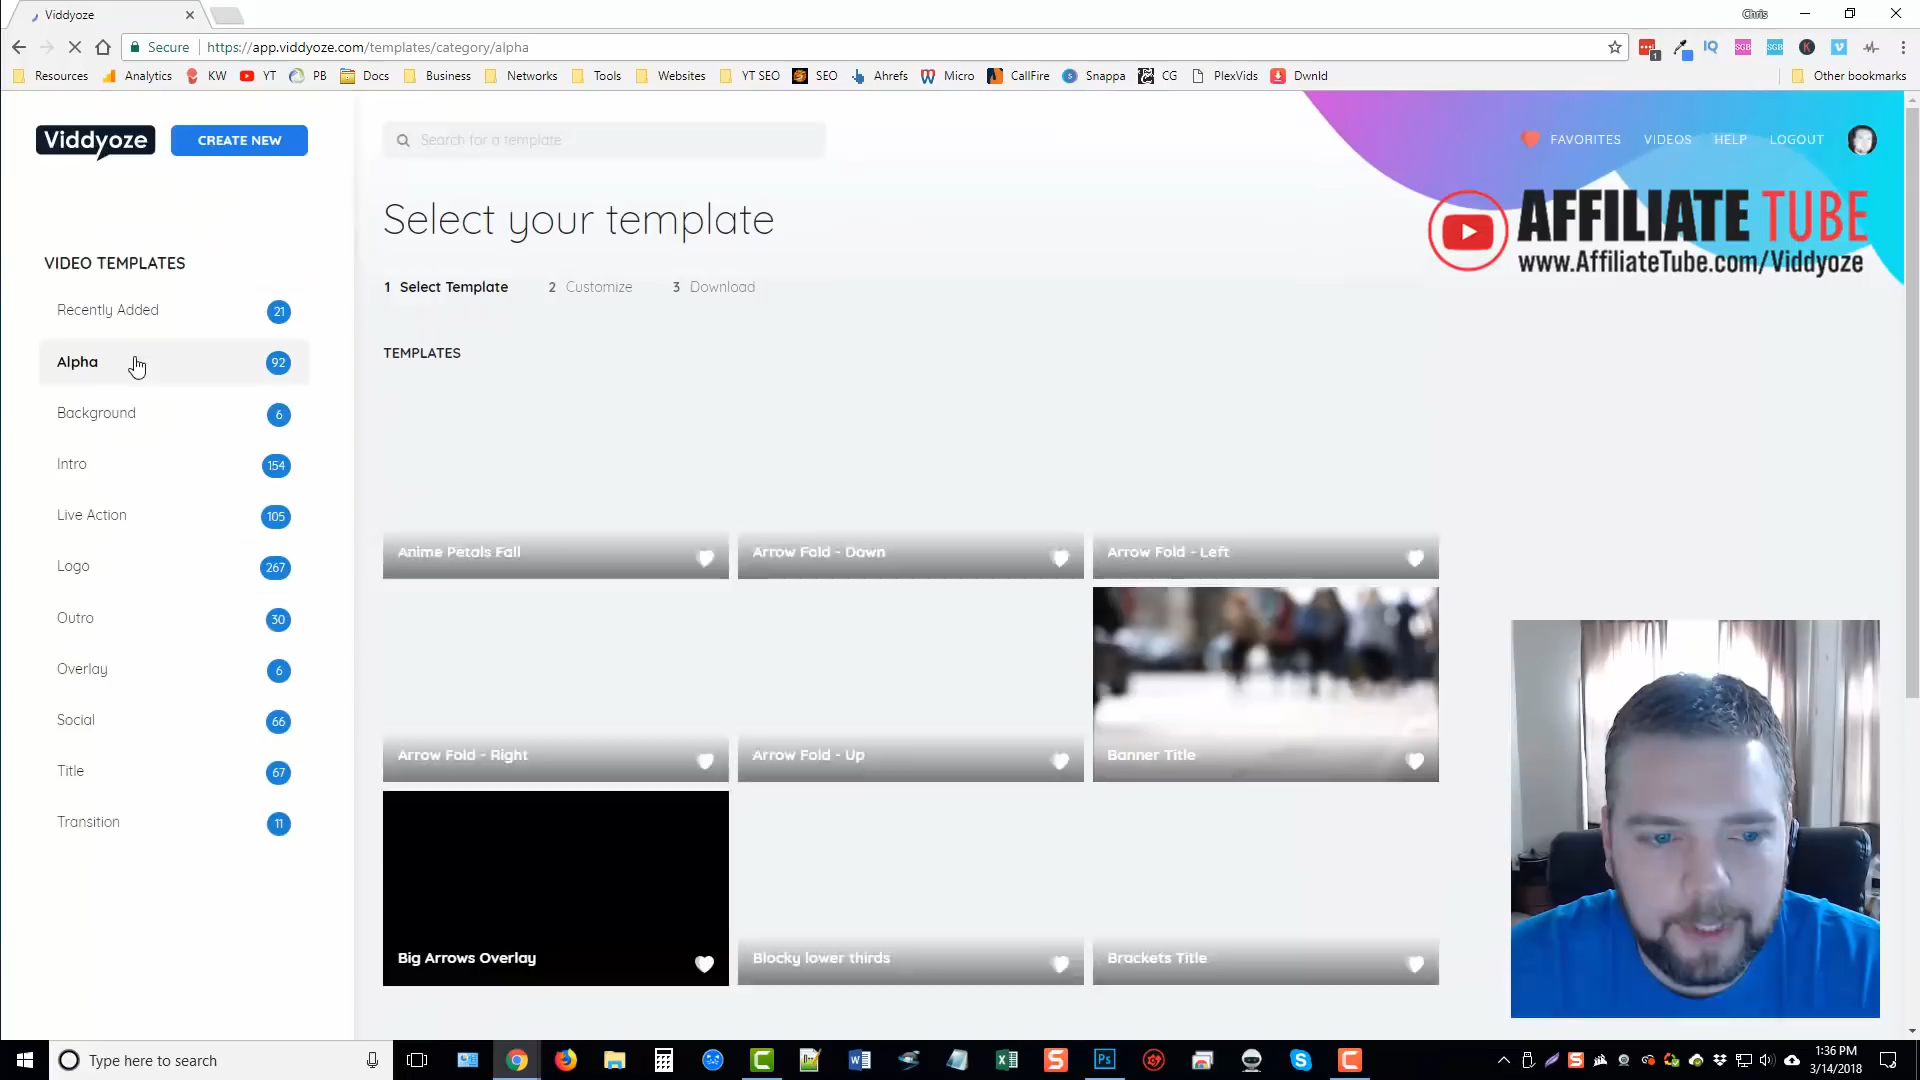 Viddyoze
Chris
Secure
https://app.viddyoze.com/templates/category/alpha
Resources Analytics KW YT PB Docs Business Networks Tools Websites YT SEO SEO Ahrefs Micro CallFire Snappa CG PlexVids Dwnld Other bookmarks
Viddyoze CREATE NEW
Search for a template
FAVORITES VIDEOS HELP LOGOUT
AFFILIATE TUBE
www.AffiliateTube.com/Viddyoze
Select your template
1 Select Template 2 Customize 3 Download
VIDEO TEMPLATES
Recently Added 21
Alpha 92
Background 6
Intro 154
Live Action 105
Logo 267
Outro 30
Overlay 6
Social 66
Title 67
Transition 11
TEMPLATES
Anime Petals Fall
Arrow Fold - Down
Arrow Fold - Left
Arrow Fold - Right
Arrow Fold - Up
Banner Title
Big Arrows Overlay
Blocky lower thirds
Brackets Title
Type here to search
1:36 PM
3/14/2018